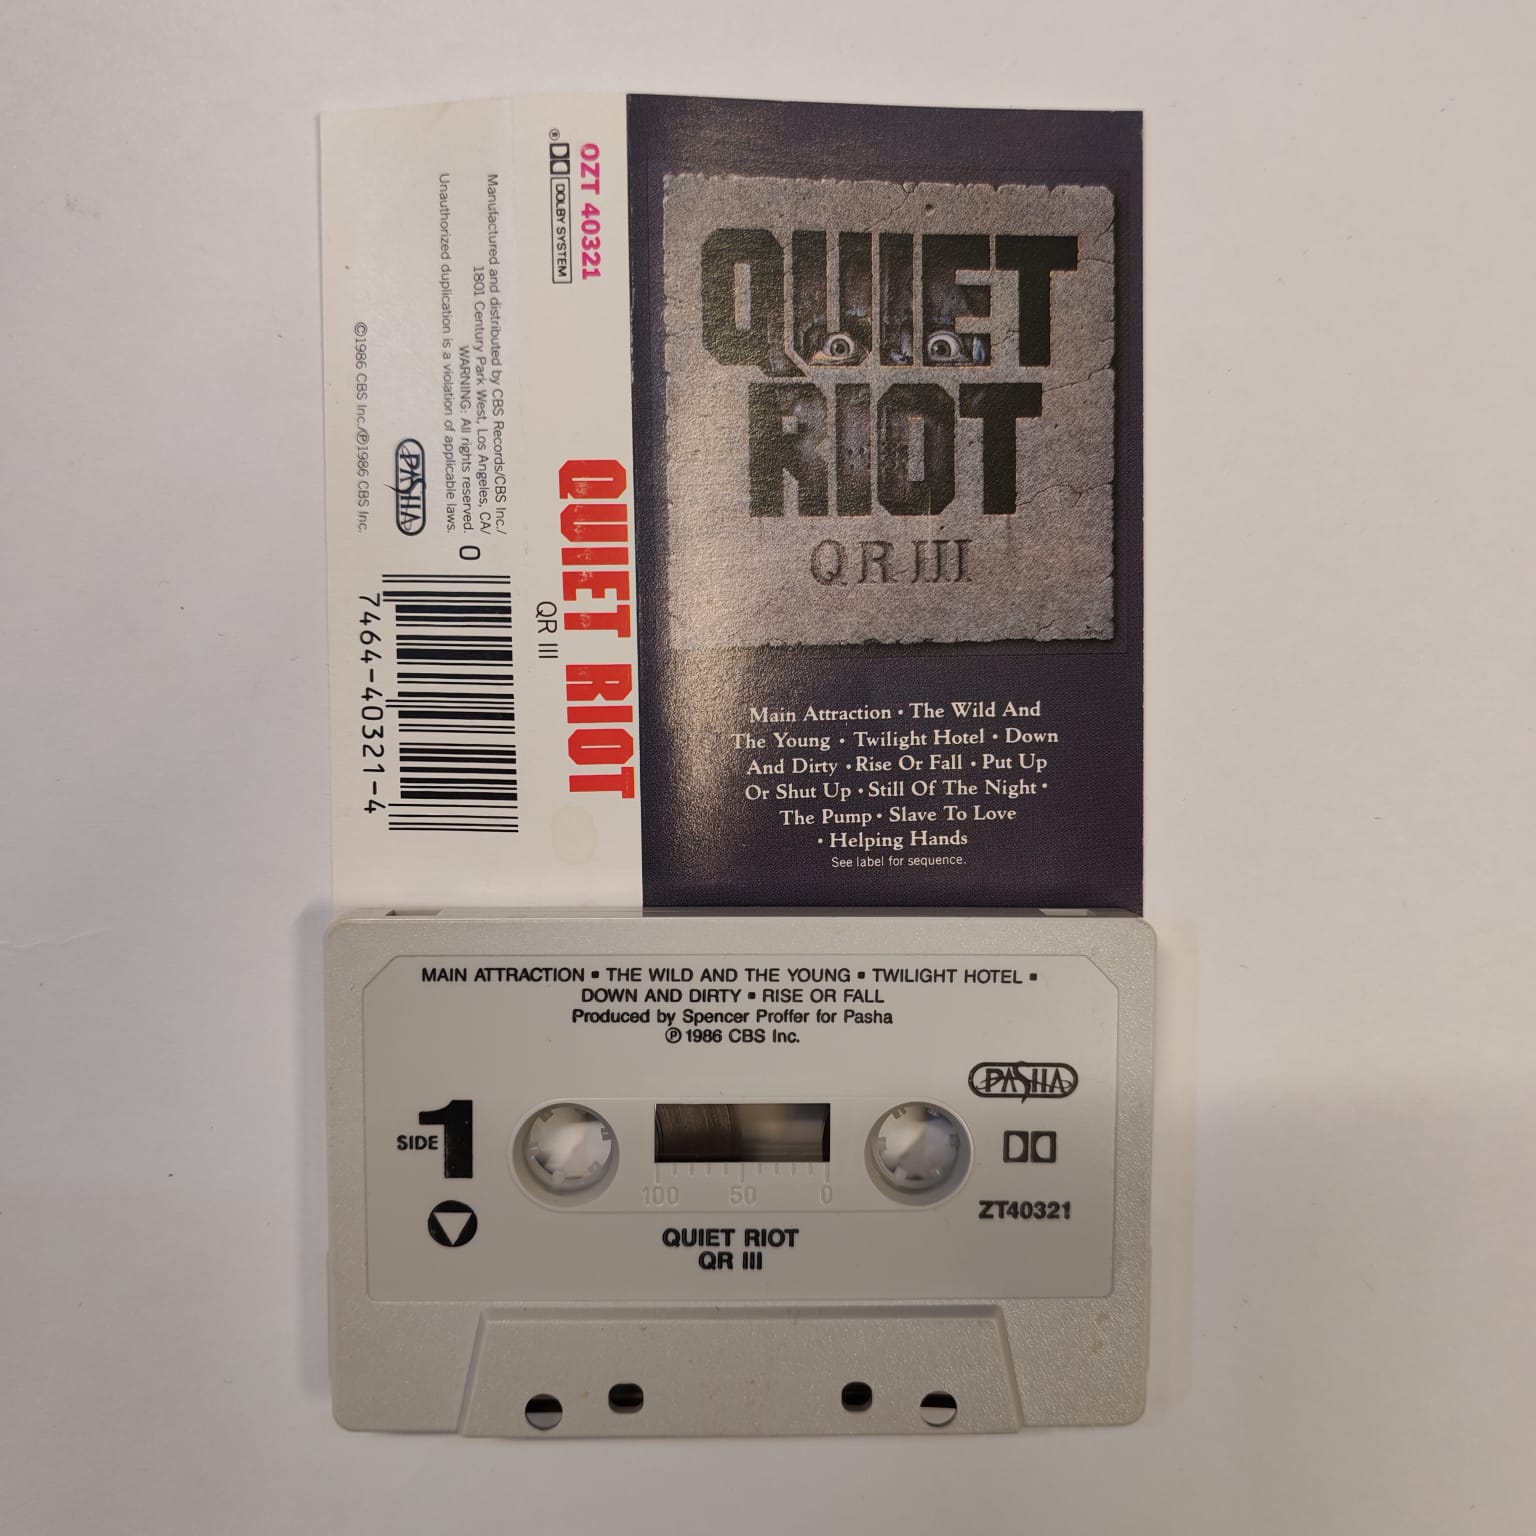 QUIET
RIOT
QR III
Main Attraction • The Wild And
The Young • Twilight Hotel • Down
And Dirty • Rise Or Fall • Put Up
Or Shut Up • Still Of The Night •
The Pump • Slave To Love
• Helping Hands
See label for sequence.
OZT 40321
® DOLBY SYSTEM
QUIET RIOT
QR III
Manufactured and distributed by CBS Records/CBS Inc./
1801 Century Park West, Los Angeles, CA/
WARNING: All rights reserved.
Unauthorized duplication is a violation of applicable laws.
PASHA
©1986 CBS Inc./℗1986 CBS Inc.
0
7464-40321-4
MAIN ATTRACTION ▪ THE WILD AND THE YOUNG ▪ TWILIGHT HOTEL ▪
DOWN AND DIRTY ▪ RISE OR FALL
Produced by Spencer Proffer for Pasha
℗ 1986 CBS Inc.
PASHA
SIDE 1
100 50 0
ZT40321
QUIET RIOT
QR III